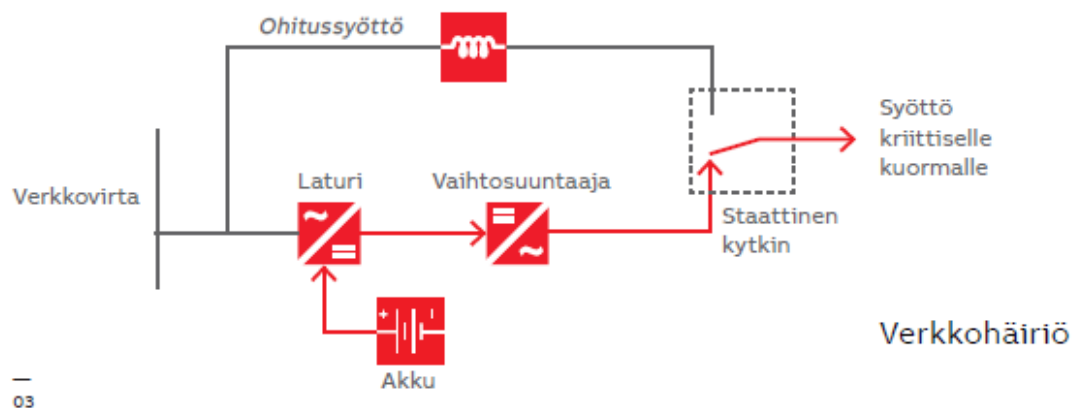 Ohitussyöttö
Syöttö
kriittiselle
kuormalle
Verkkovirta
Laturi
Vaihtosuuntaaja
Staattinen
kytkin
Akku
Verkkohäiriö
03